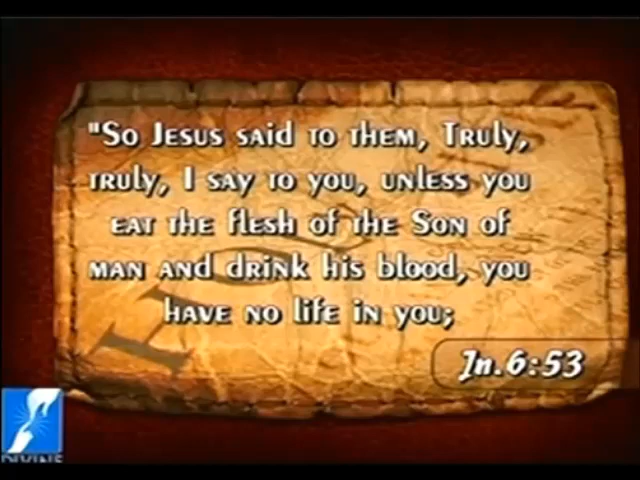 "So Jesus said to them, Truly,
truly, I say to you, unless you
eat the flesh of the Son of
man and drink his blood, you
have no life in you;
Jn.6:53
DIVINE